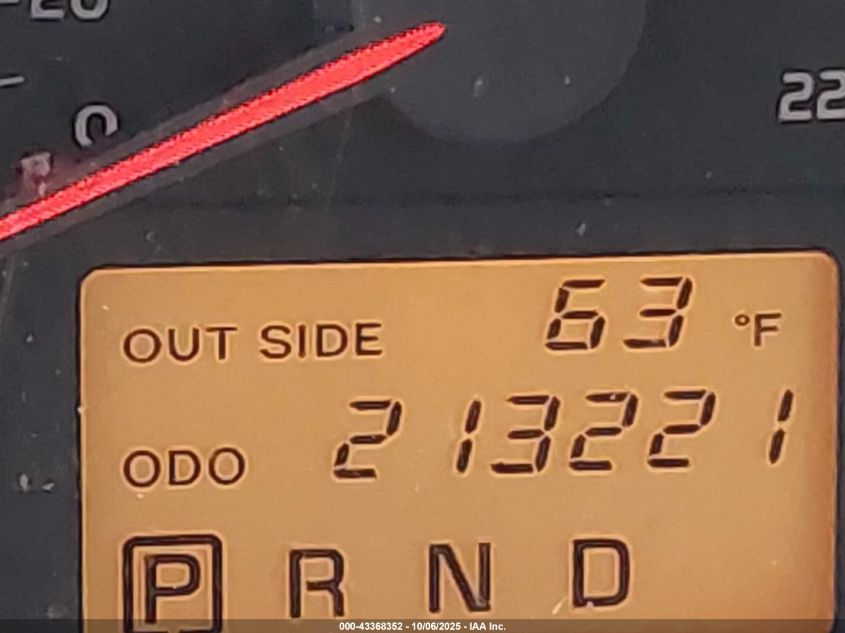 20
0
22
OUT SIDE 63 °F
ODO 213221
P R N D
000-43368352 - 10/06/2025 - IAA Inc.